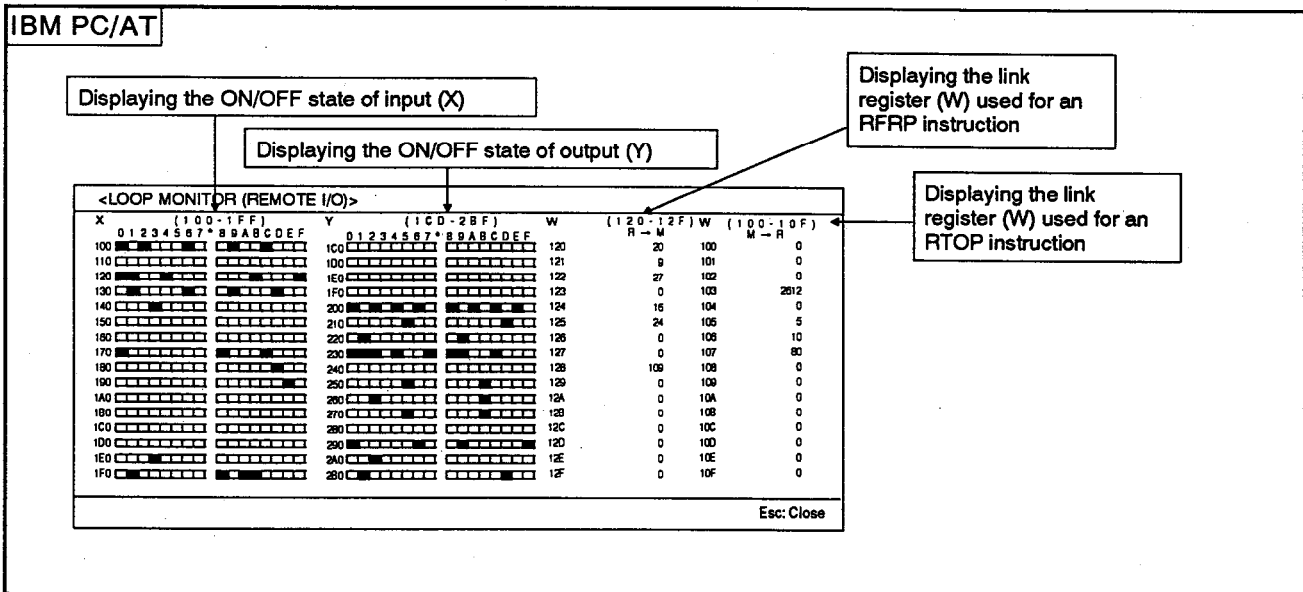 IBM PC/AT
Displaying the ON/OFF state of input (X)
Displaying the ON/OFF state of output (Y)
Displaying the link
register (W) used for an
RFRP instruction
Displaying the link
register (W) used for an
RTOP instruction
<LOOP MONITOR (REMOTE I/O)>
X (100-1FF) Y (1CD-2BF) W (120-12F) W (100-10F)
0 1 2 3 4 5 6 7 * 8 9 A B C D E F 0 1 2 3 4 5 6 7 * 8 9 A B C D E F R → M M → R
100 1C0 120 20 100 0
110 1D0 121 9 101 0
120 1E0 122 27 102 0
130 1F0 123 0 103 2612
140 200 124 16 104 0
150 210 125 24 105 5
160 220 126 0 106 10
170 230 127 0 107 80
180 240 128 109 108 0
190 250 129 0 109 0
1A0 260 12A 0 10A 0
1B0 270 12B 0 10B 0
1C0 280 12C 0 10C 0
1D0 290 12D 0 10D 0
1E0 2A0 12E 0 10E 0
1F0 2B0 12F 0 10F 0
Esc: Close